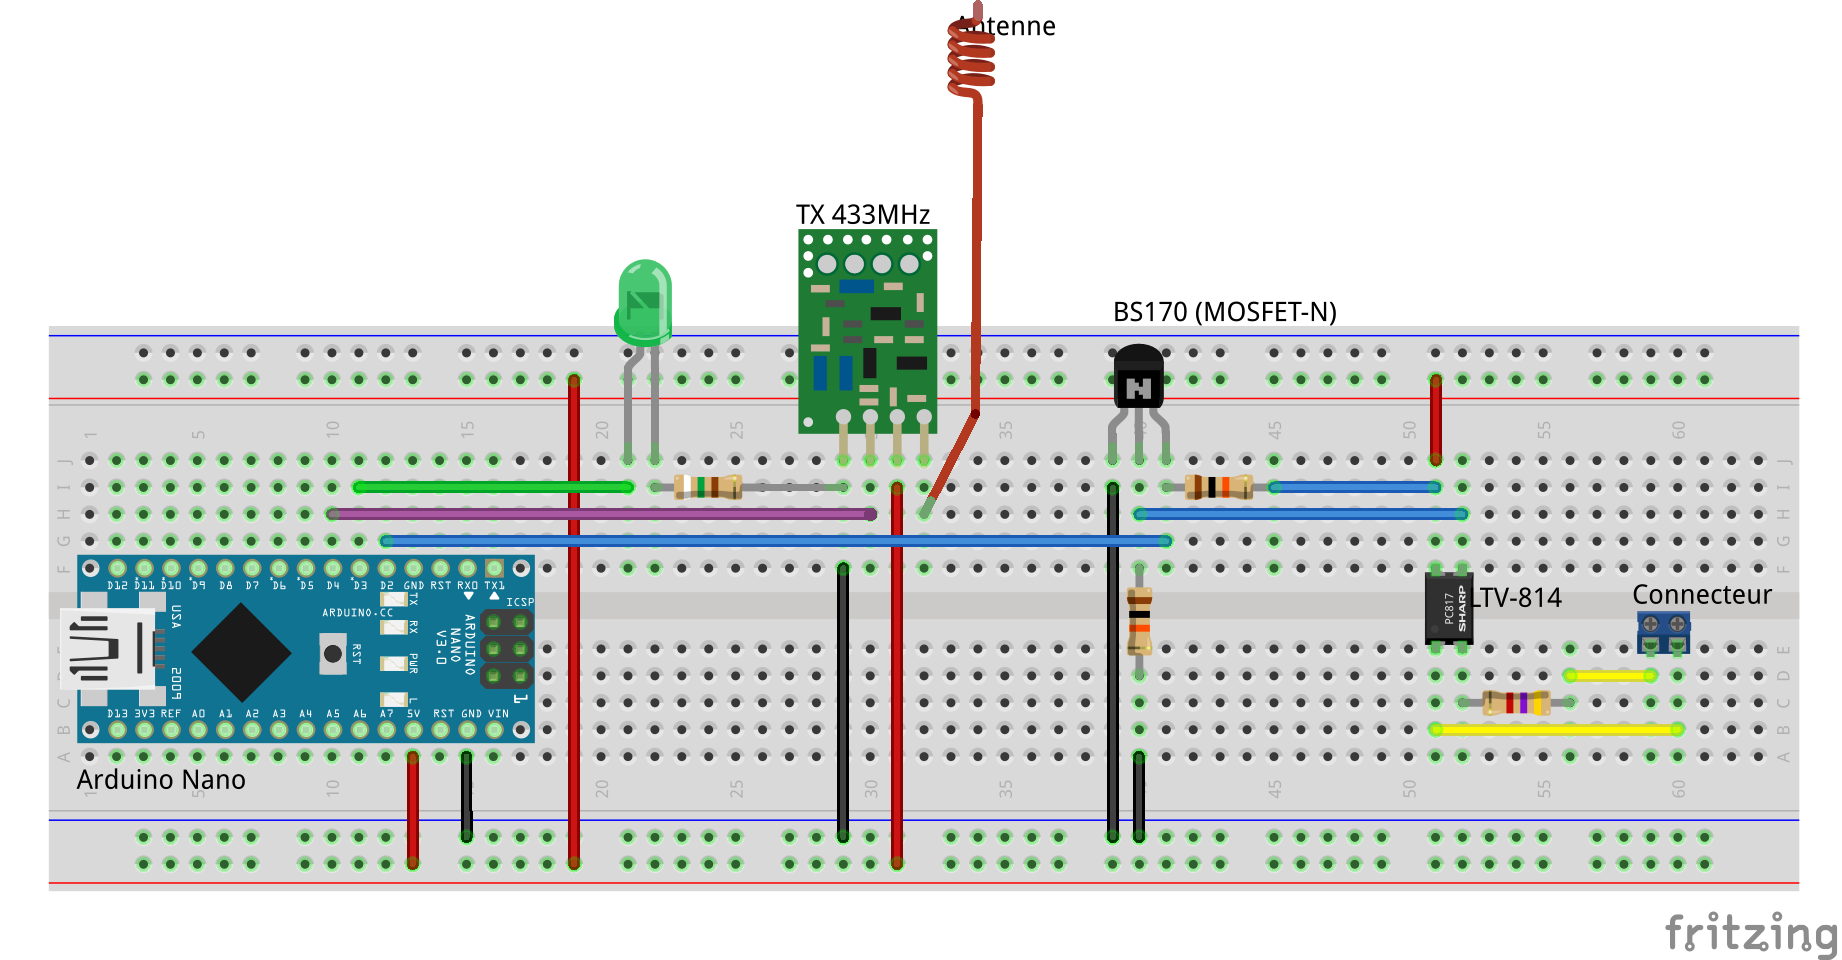 Antenne
TX 433MHz
BS170 (MOSFET-N)
1 5 10 15 20 25 35 45 50 55 60
J J
I I
H H
G G
F F
D12 D11 D10 D9 D8 D7 D6 D5 D4 D3 D2 GND RST RX0 TX1
ARDUINO.CC
TX
RX
PWR
L
RST
USA
2009
ICSP
1
ARDUINO
NANO
V3.0
PC817
SHARP
LTV-814
Connecteur
E
D
C C
B B
A A
D13 3V3 REF A0 A1 A2 A3 A4 A5 A6 A7 5V RST GND VIN
Arduino Nano
1 5 10 20 25 30 35 45 50 55 60
fritzing